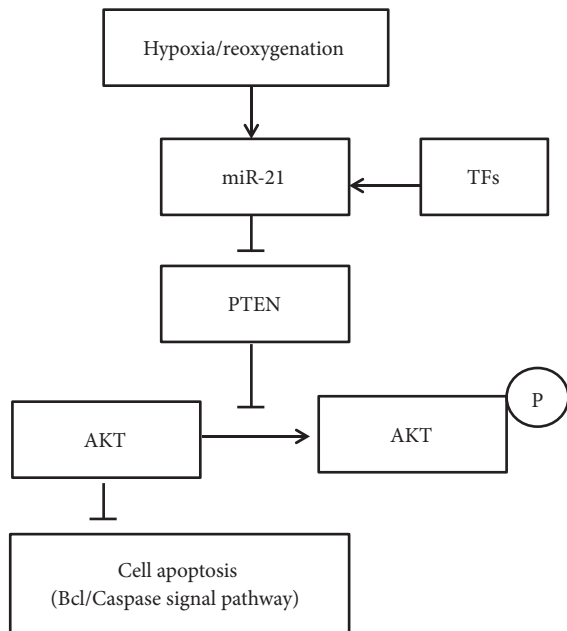 Hypoxia/reoxygenation
miR-21
TFs
PTEN
P
AKT
AKT
Cell apoptosis
(Bcl/Caspase signal pathway)